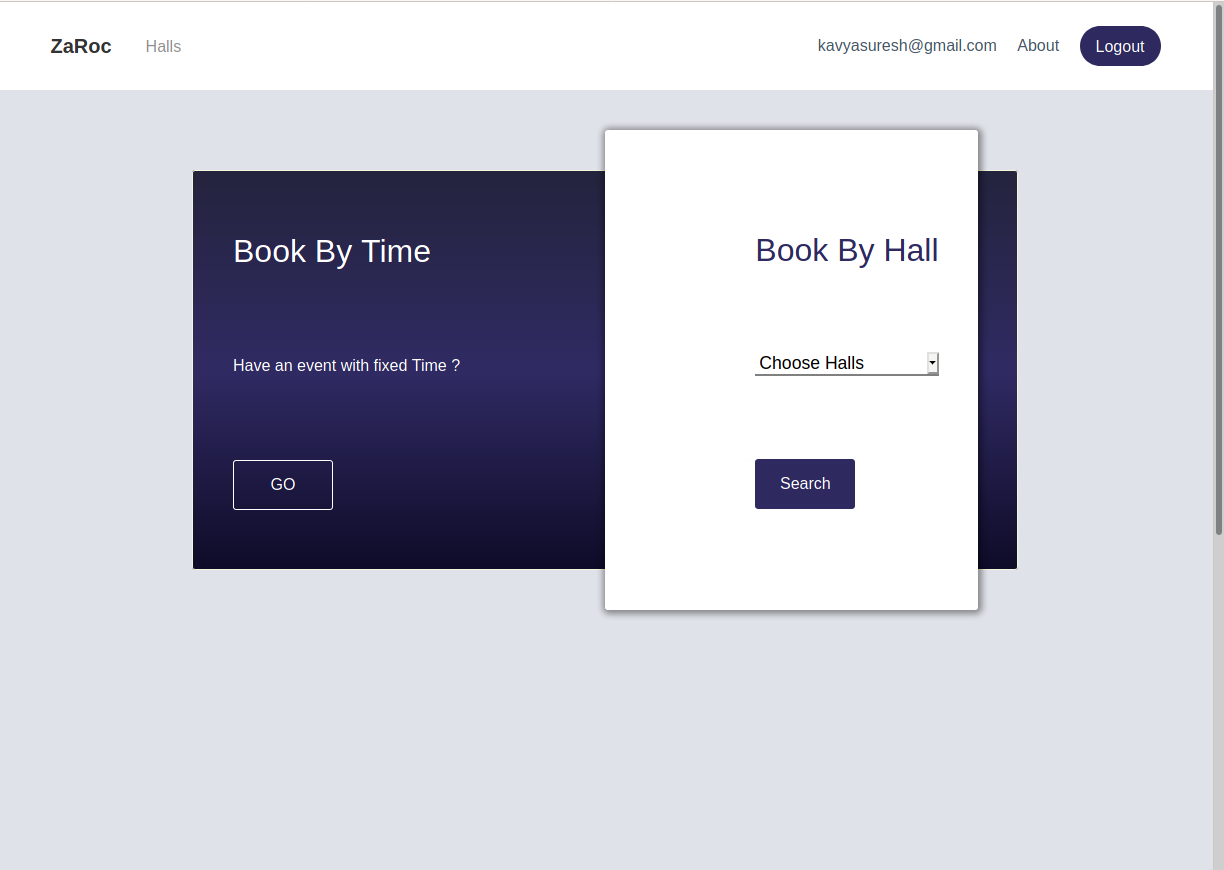 ZaRoc Halls kavyasuresh@gmail.com About Logout
Book By Time
Have an event with fixed Time ?
GO
Book By Hall
Choose Halls
Search